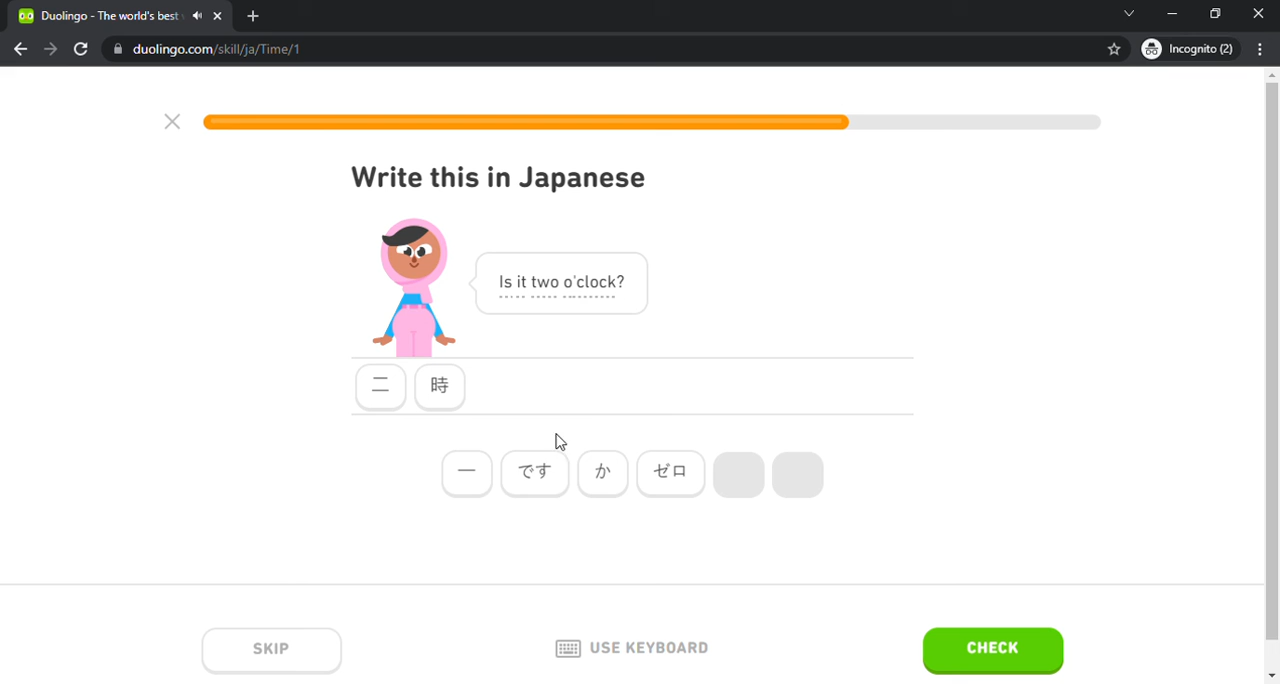 Duolingo - The world's best
duolingo.com/skill/ja/Time/1
Incognito (2)
Write this in Japanese
Is it two o'clock?
二 時
一 です か ゼロ
SKIP
USE KEYBOARD
CHECK